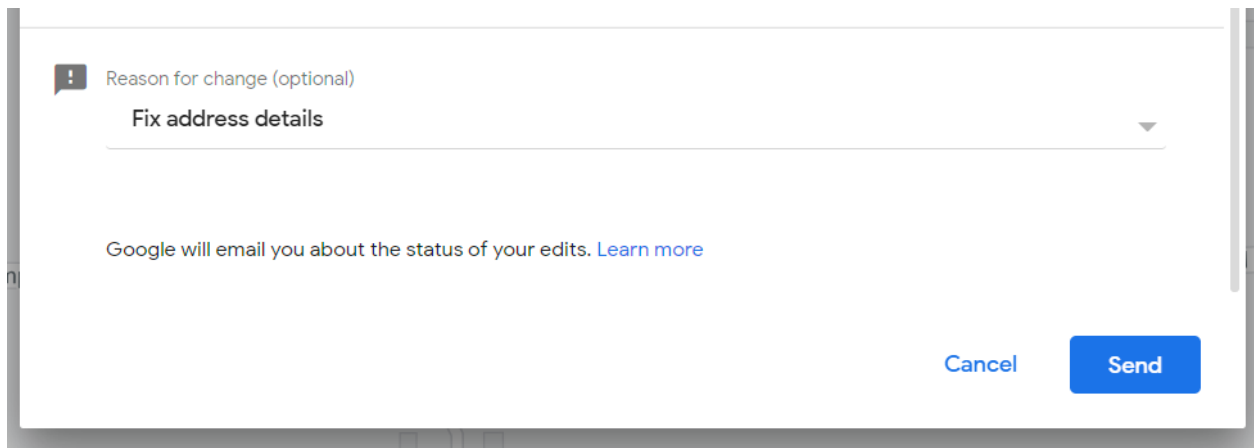 Reason for change (optional)
Fix address details
Google will email you about the status of your edits. Learn more
Cancel
Send